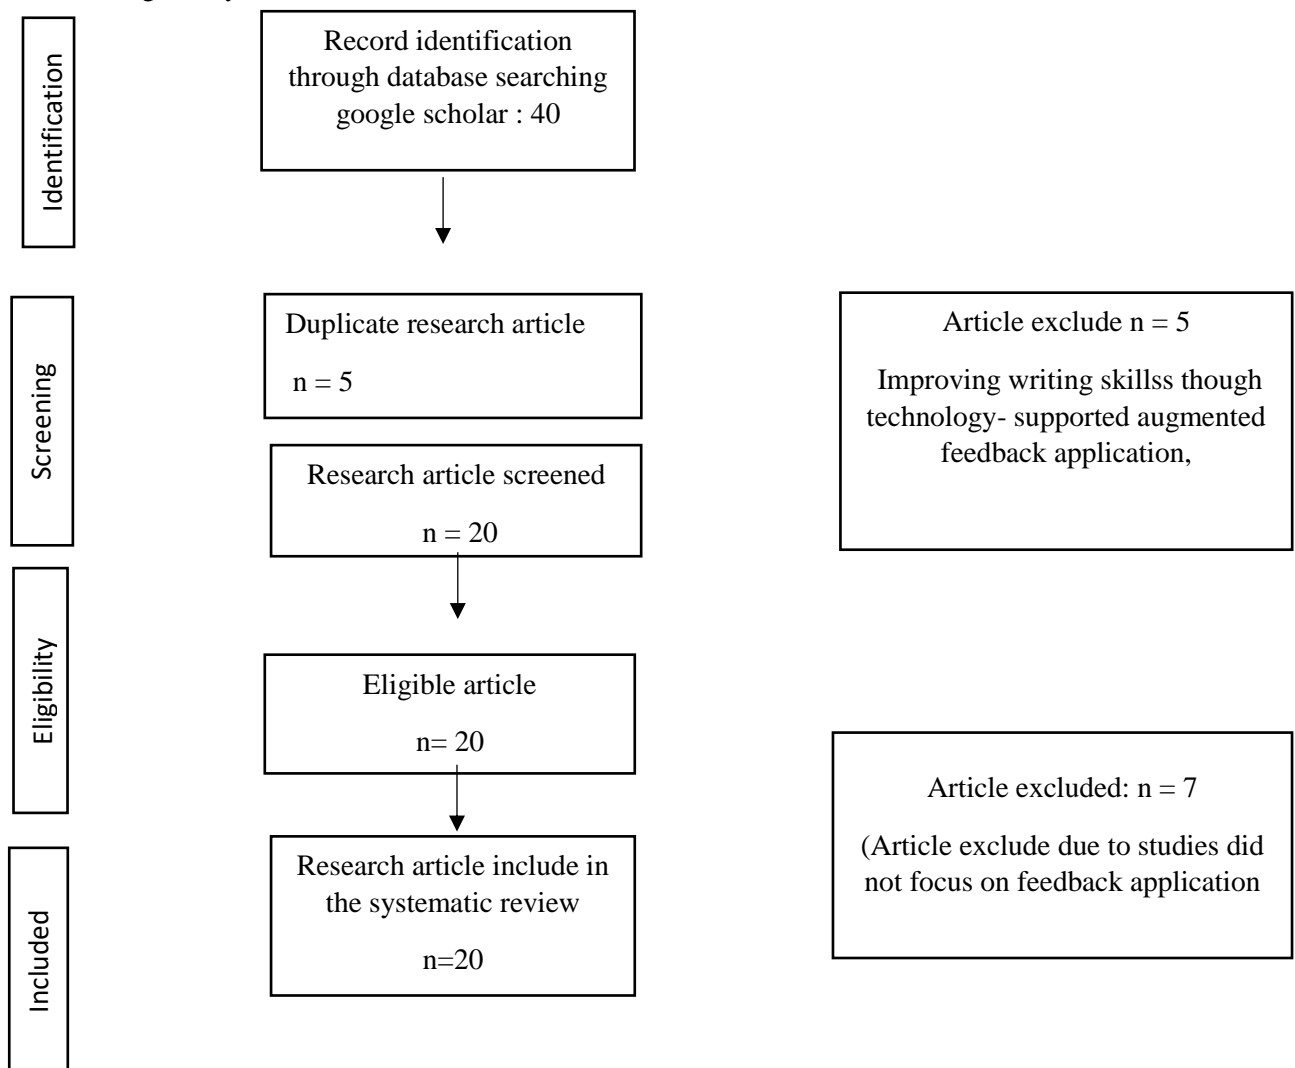 Identification
Record identification
through database searching
google scholar : 40
Screening
Duplicate research article
n = 5
Research article screened
n = 20
Article exclude n = 5
Improving writing skillss though
technology- supported augmented
feedback application,
Eligibility
Eligible article
n= 20
Article excluded: n = 7
(Article exclude due to studies did
not focus on feedback application
Included
Research article include in
the systematic review
n=20